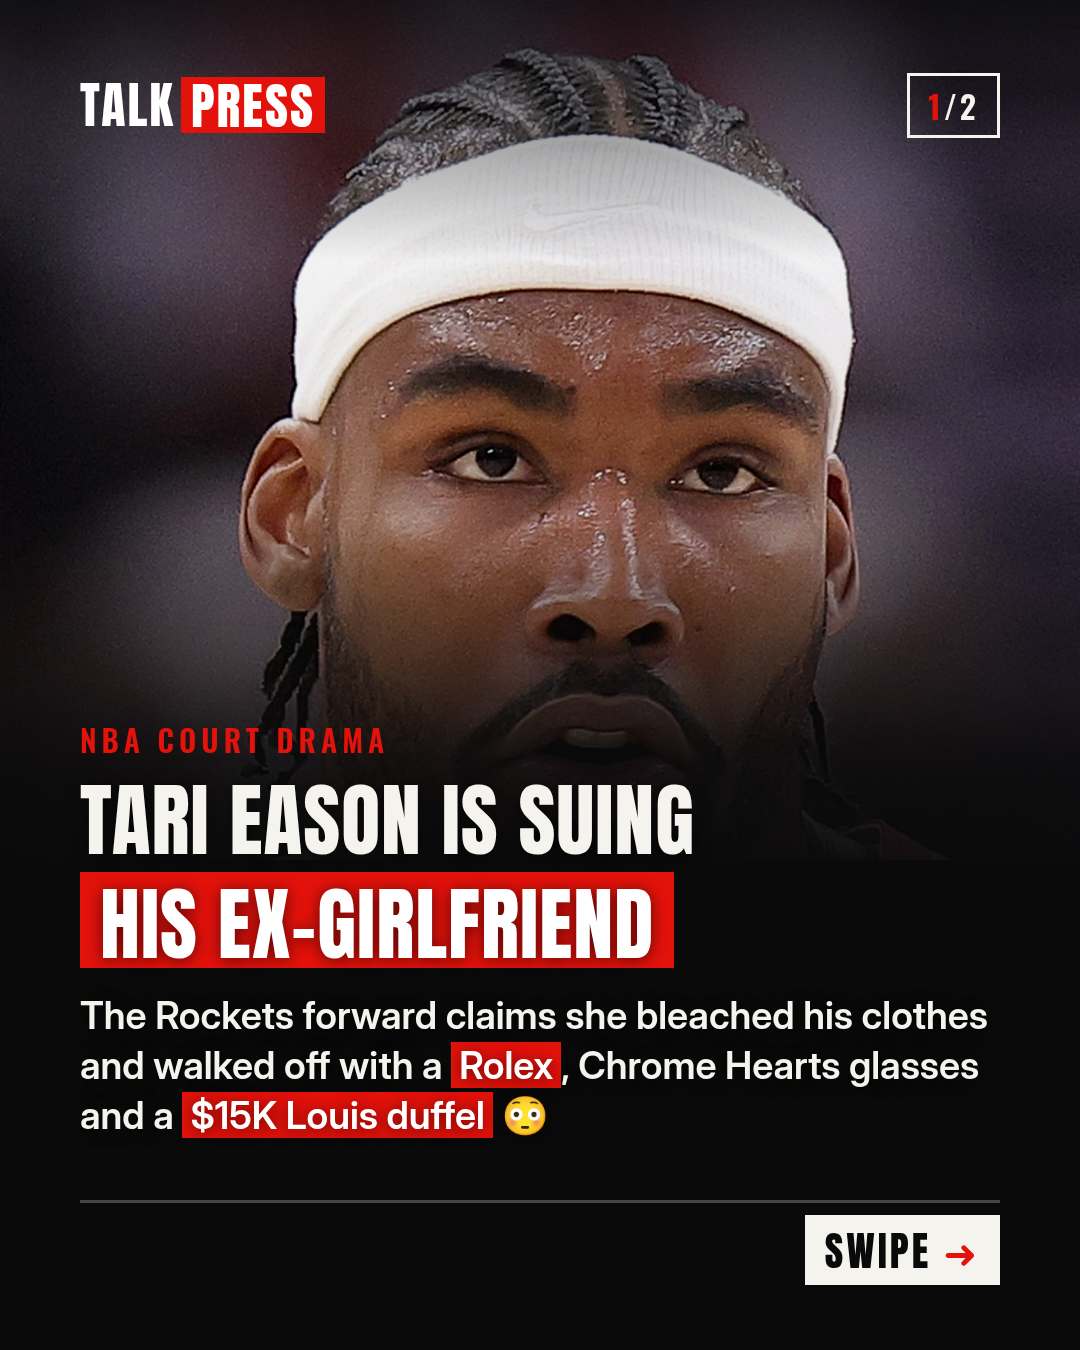 TALK PRESS
1/2
NBA COURT DRAMA
TARI EASON IS SUING
HIS EX-GIRLFRIEND
The Rockets forward claims she bleached his clothes
and walked off with a Rolex, Chrome Hearts glasses
and a $15K Louis duffel 😳
SWIPE →